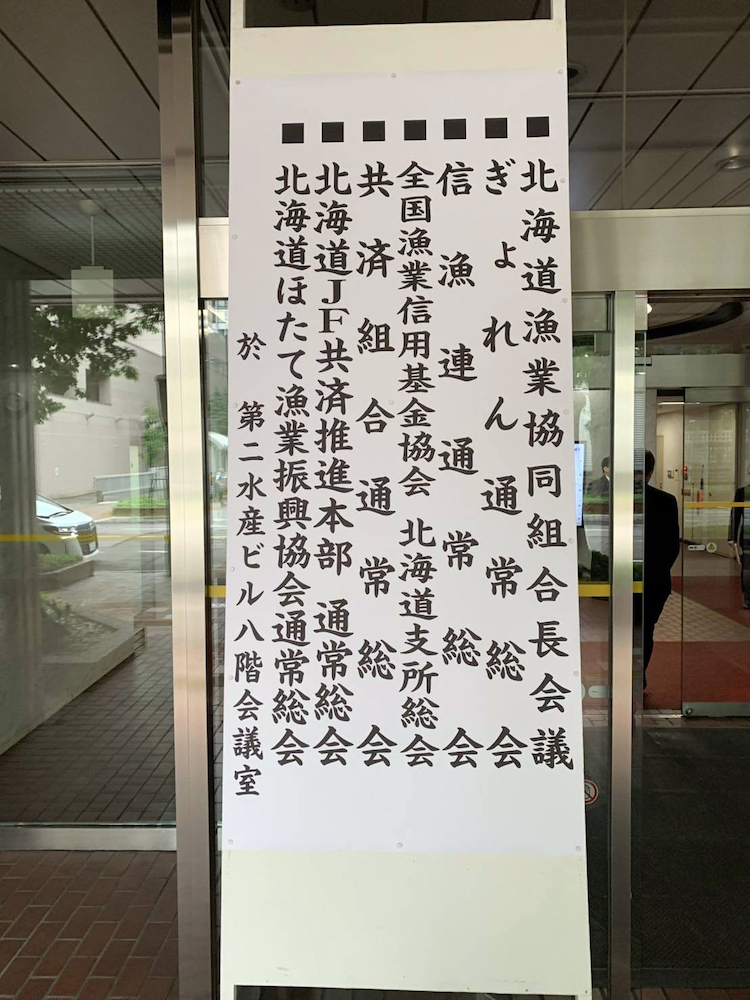 ■北海道漁業協同組合長会議
■ぎょれん通常総会
■信漁連通常総会
■全国漁業信用基金協会 北海道支所総会
■共済組合通常総会
■北海道JF共済推進本部 通常総会
■北海道ほたて漁業振興協会通常総会
於 第二水産ビル八階会議室